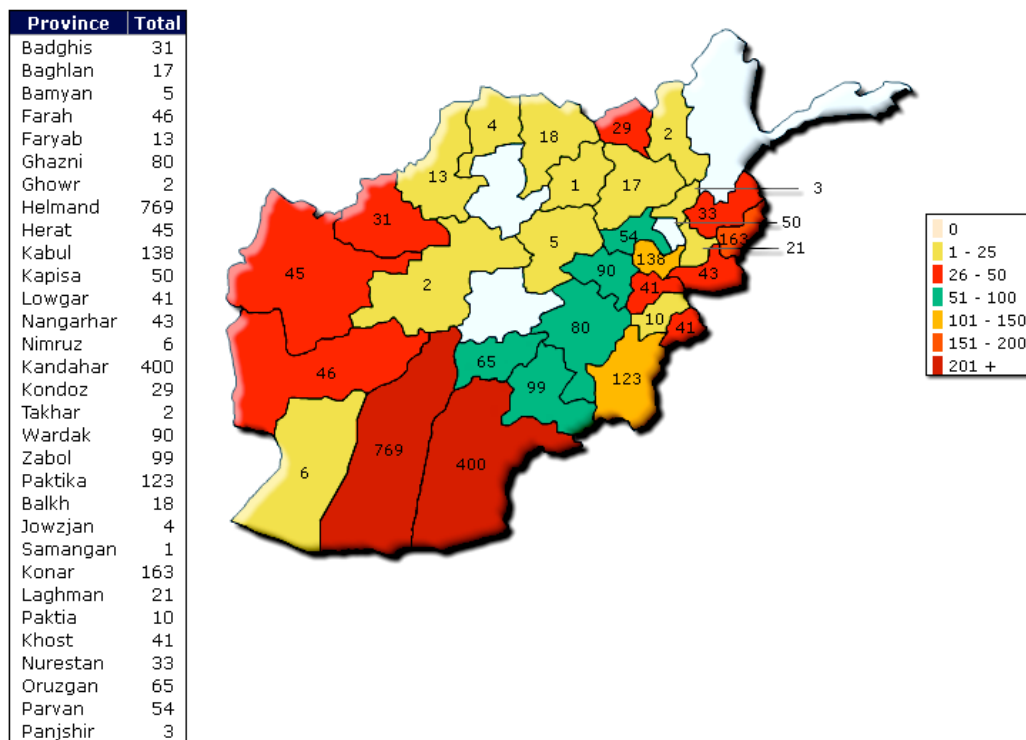 Province Total
Badghis 31
Baghlan 17
Bamyan 5
Farah 46
Faryab 13
Ghazni 80
Ghowr 2
Helmand 769
Herat 45
Kabul 138
Kapisa 50
Lowgar 41
Nangarhar 43
Nimruz 6
Kandahar 400
Kondoz 29
Takhar 2
Wardak 90
Zabol 99
Paktika 123
Balkh 18
Jowzjan 4
Samangan 1
Konar 163
Laghman 21
Paktia 10
Khost 41
Nurestan 33
Oruzgan 65
Parvan 54
Panjshir 3
4
18
29
2
13
1
17
3
31
33
50
5
54
163
21
138
45
90
43
2
41
80
10
41
65
46
99
123
769
400
6
0
1 - 25
26 - 50
51 - 100
101 - 150
151 - 200
201 +